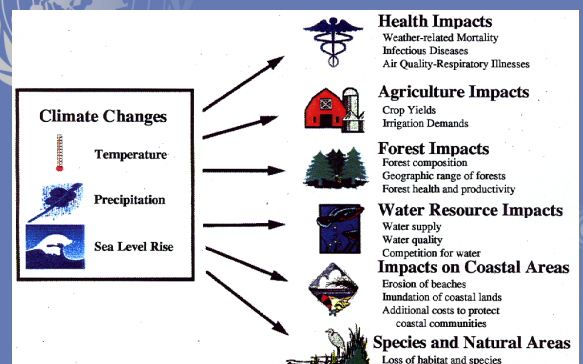 Climate Changes
Temperature
Precipitation
Sea Level Rise
Health Impacts
Weather-related Mortality
Infectious Diseases
Air Quality-Respiratory Illnesses
Agriculture Impacts
Crop Yields
Irrigation Demands
Forest Impacts
Forest composition
Geographic range of forests
Forest health and productivity
Water Resource Impacts
Water supply
Water quality
Competition for water
Impacts on Coastal Areas
Erosion of beaches
Inundation of coastal lands
Additional costs to protect
coastal communities
Species and Natural Areas
Loss of habitat and species